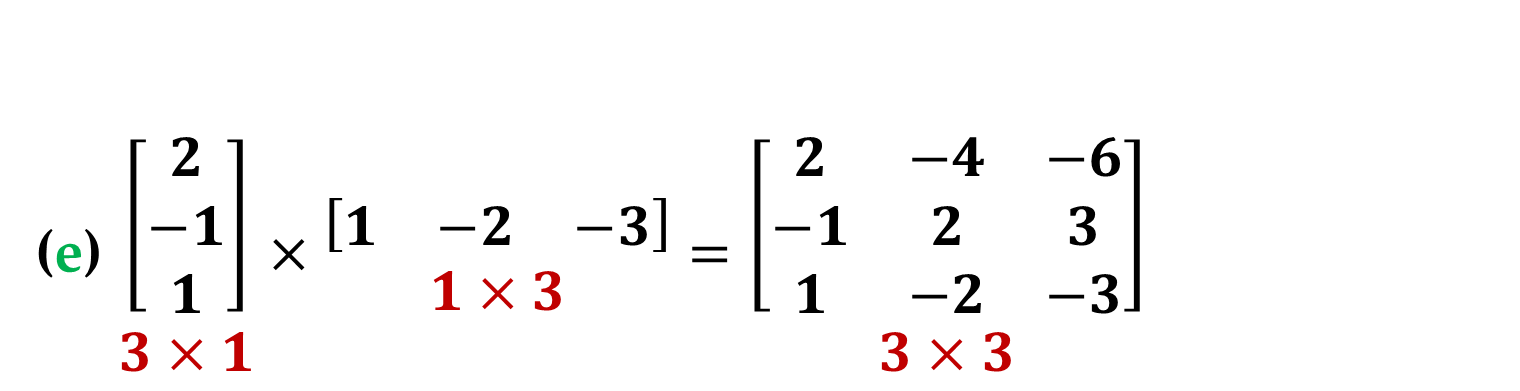 (e) [2 −1 1] × [1 −2 −3] = [2 −4 −6 −1 2 3 1 −2 −3]
3 × 1 1 × 3 3 × 3